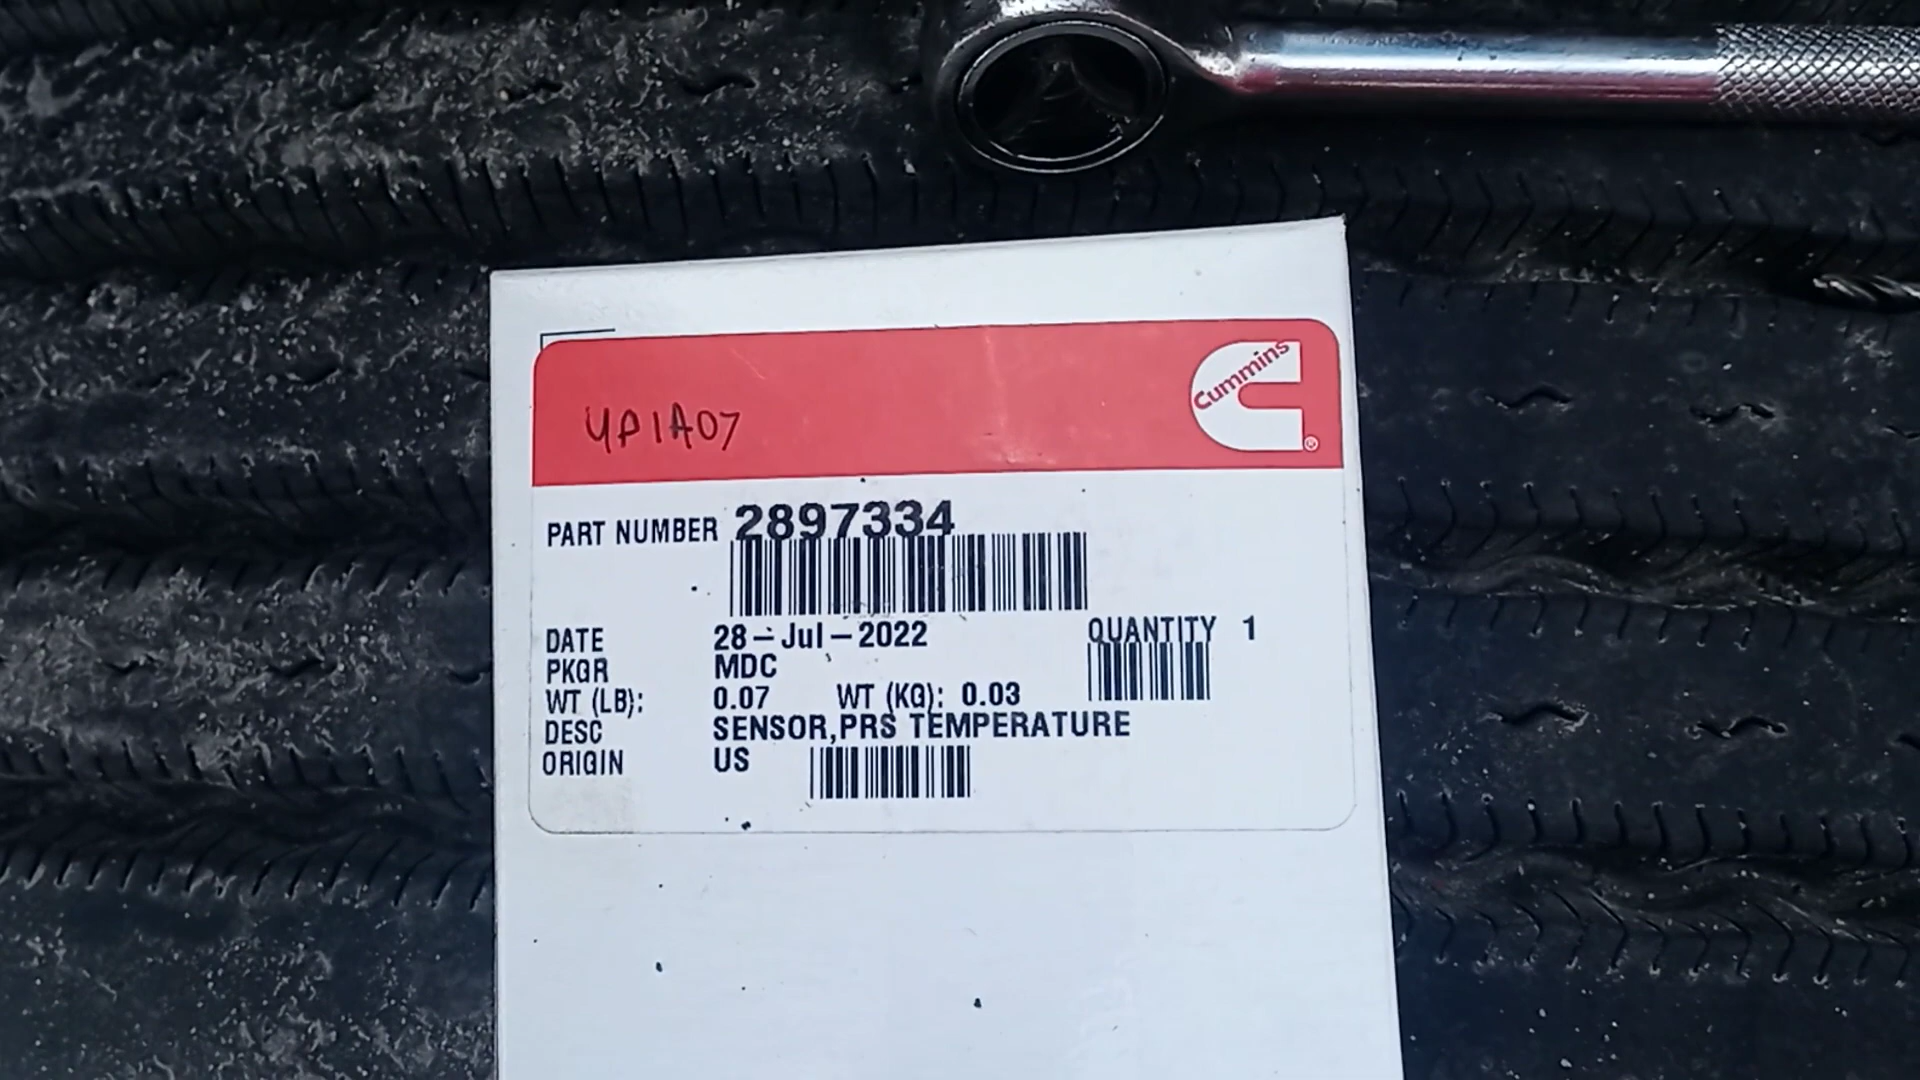 Cummins
®
4P1A07
PART NUMBER 2897334
DATE 28-Jul-2022 QUANTITY 1
PKGR MDC
WT (LB): 0.07 WT (KG): 0.03
DESC SENSOR,PRS TEMPERATURE
ORIGIN US